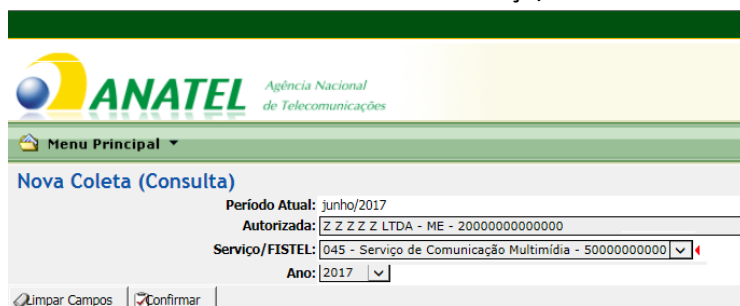 ANATEL
Agência Nacional
de Telecomunicações
Menu Principal
Nova Coleta (Consulta)
Período Atual: junho/2017
Autorizada: Z Z Z Z Z LTDA - ME - 20000000000000
Serviço/FISTEL: 045 - Serviço de Comunicação Multimídia - 50000000000
Ano: 2017
Limpar Campos Confirmar